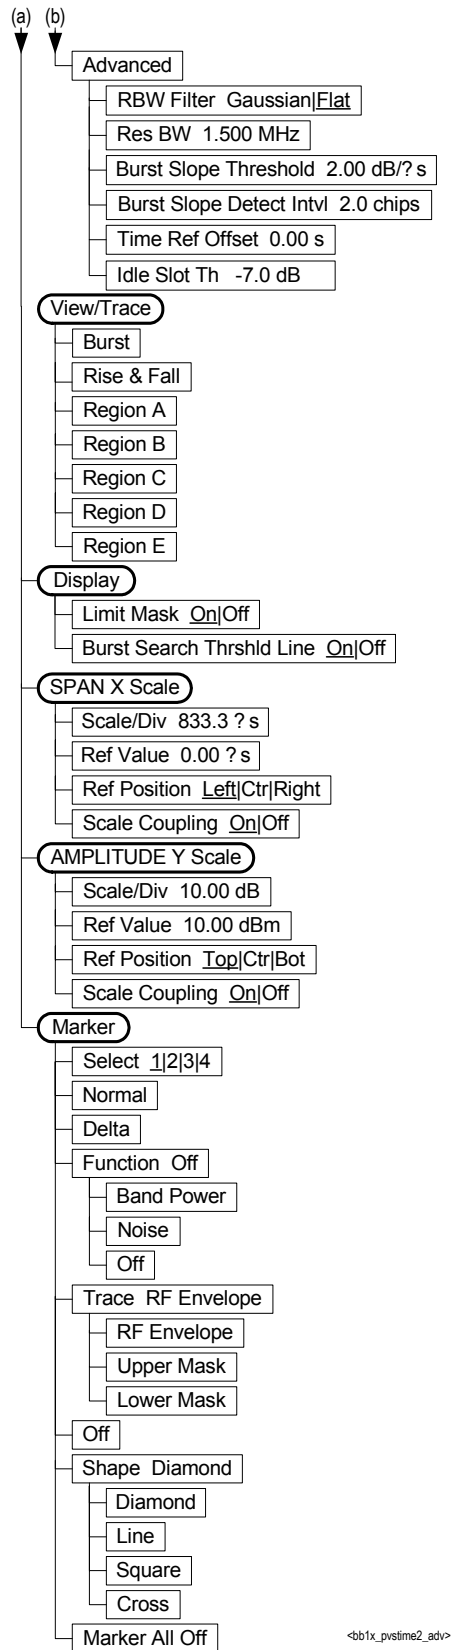 (a) (b)
Advanced
RBW Filter Gaussian|Flat
Res BW 1.500 MHz
Burst Slope Threshold 2.00 dB/? s
Burst Slope Detect Intvl 2.0 chips
Time Ref Offset 0.00 s
Idle Slot Th -7.0 dB
View/Trace
Burst
Rise & Fall
Region A
Region B
Region C
Region D
Region E
Display
Limit Mask On|Off
Burst Search Thrshld Line On|Off
SPAN X Scale
Scale/Div 833.3 ? s
Ref Value 0.00 ? s
Ref Position Left|Ctr|Right
Scale Coupling On|Off
AMPLITUDE Y Scale
Scale/Div 10.00 dB
Ref Value 10.00 dBm
Ref Position Top|Ctr|Bot
Scale Coupling On|Off
Marker
Select 1|2|3|4
Normal
Delta
Function Off
Band Power
Noise
Off
Trace RF Envelope
RF Envelope
Upper Mask
Lower Mask
Off
Shape Diamond
Diamond
Line
Square
Cross
Marker All Off
<bb1x_pvstime2_adv>